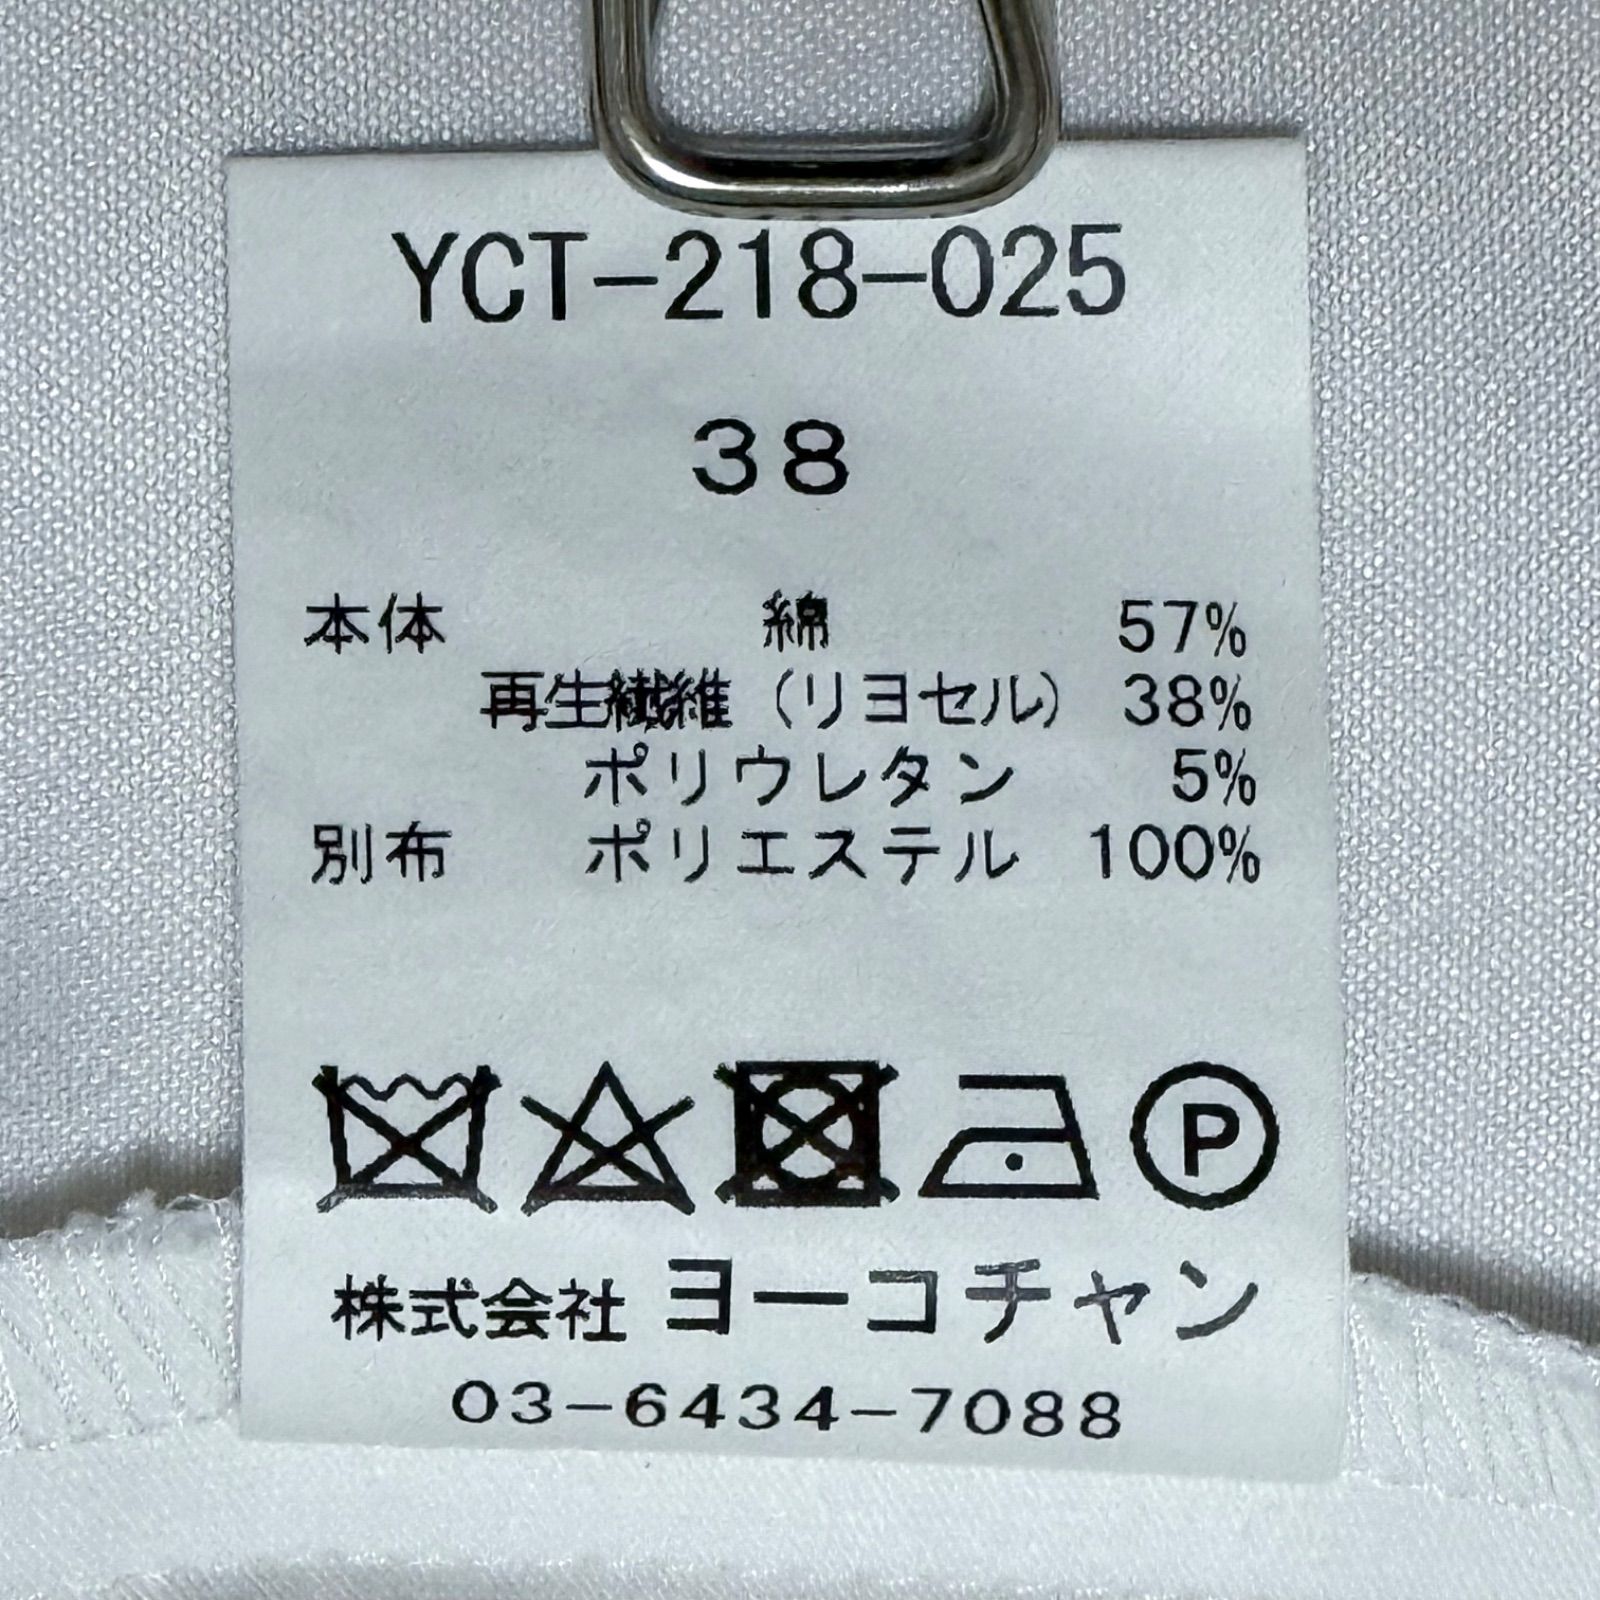 YCT-218-025
38
本体 綿 57%
再生繊維(リヨセル) 38%
ポリウレタン 5%
別布 ポリエステル 100%
P
株式会社 ヨーコチャン
03-6434-7088